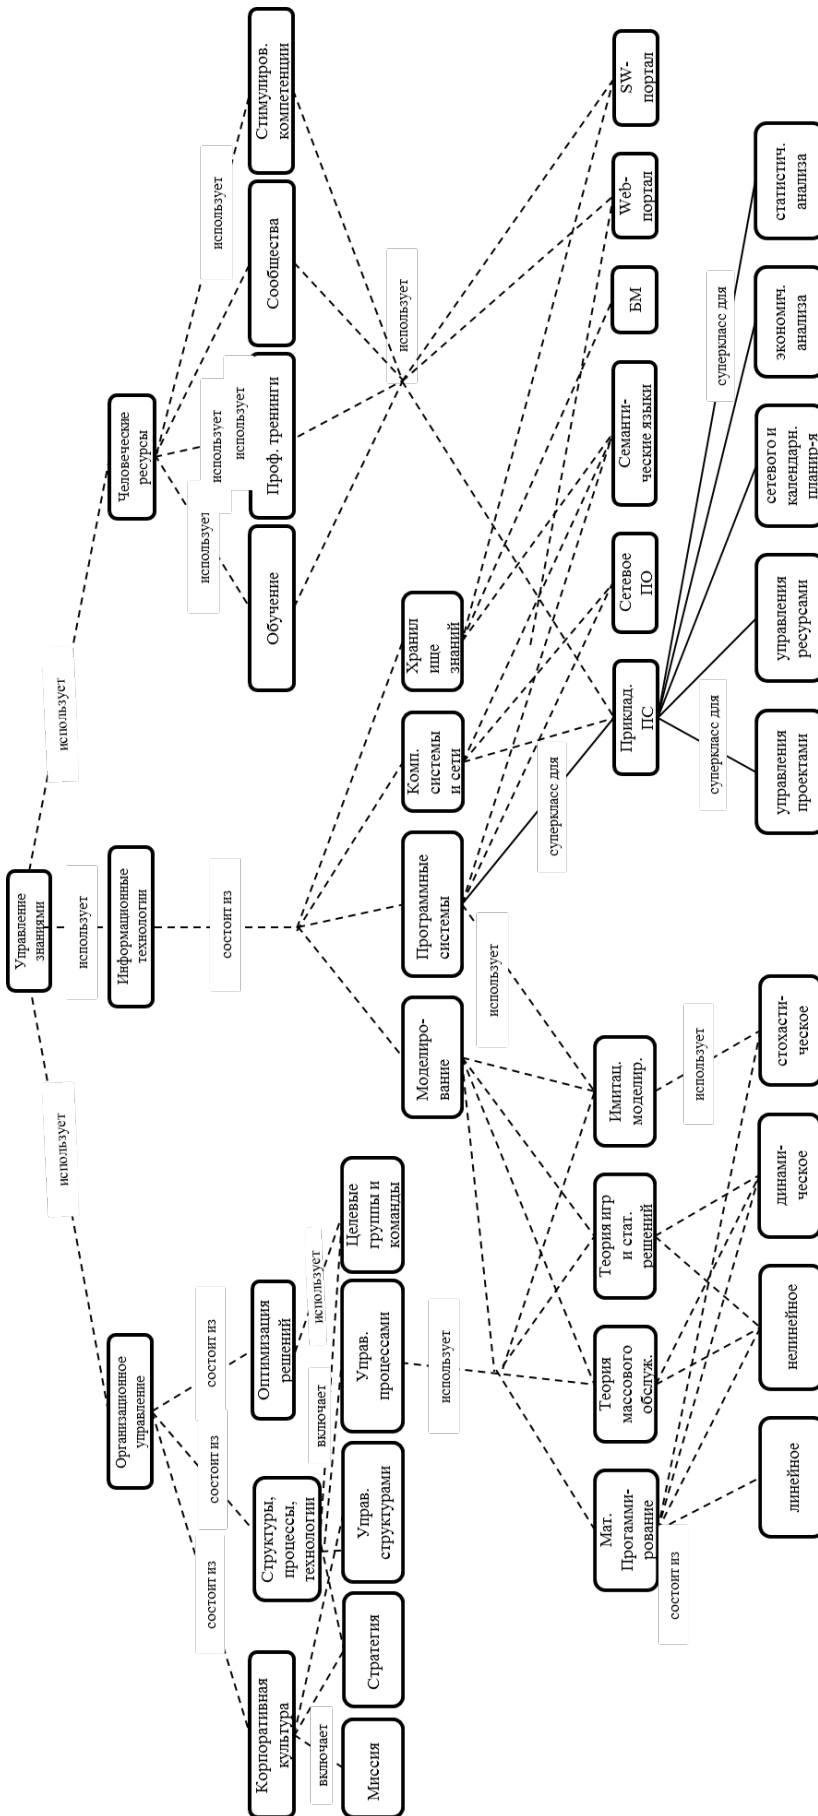 Управление
знаниями
использует
использует
использует
Организационное
управление
Информационные
технологии
Человеческие
ресурсы
состоит из
состоит из
состоит из
состоит из
использует
использует
использует
использует
Корпоративная
культура
Структуры,
процессы,
технологии
Оптимизация
решений
Обучение
Проф. тренинги
Сообщества
Стимулиров.
компетенции
включает
включает
использует
использует
Миссия
Стратегия
Управ.
структурами
Управ.
процессами
Целевые
группы и
команды
Моделиро-
вание
Программные
системы
Комп.
системы
и сети
Хранил
ище
знаний
использует
использует
суперкласс для
Мат.
Программи-
рование
Теория
массового
обслуж.
Теория игр
и стат.
решений
Имитац.
моделир.
Приклад.
ПС
Сетевое
ПО
Семанти-
ческие языки
БМ
Web-
портал
SW-
портал
состоит из
использует
суперкласс для
суперкласс для
линейное
нелинейное
динами-
ческое
стохасти-
ческое
управления
проектами
управления
ресурсами
сетевого и
календарн.
планир-я
экономич.
анализа
статистич.
анализа